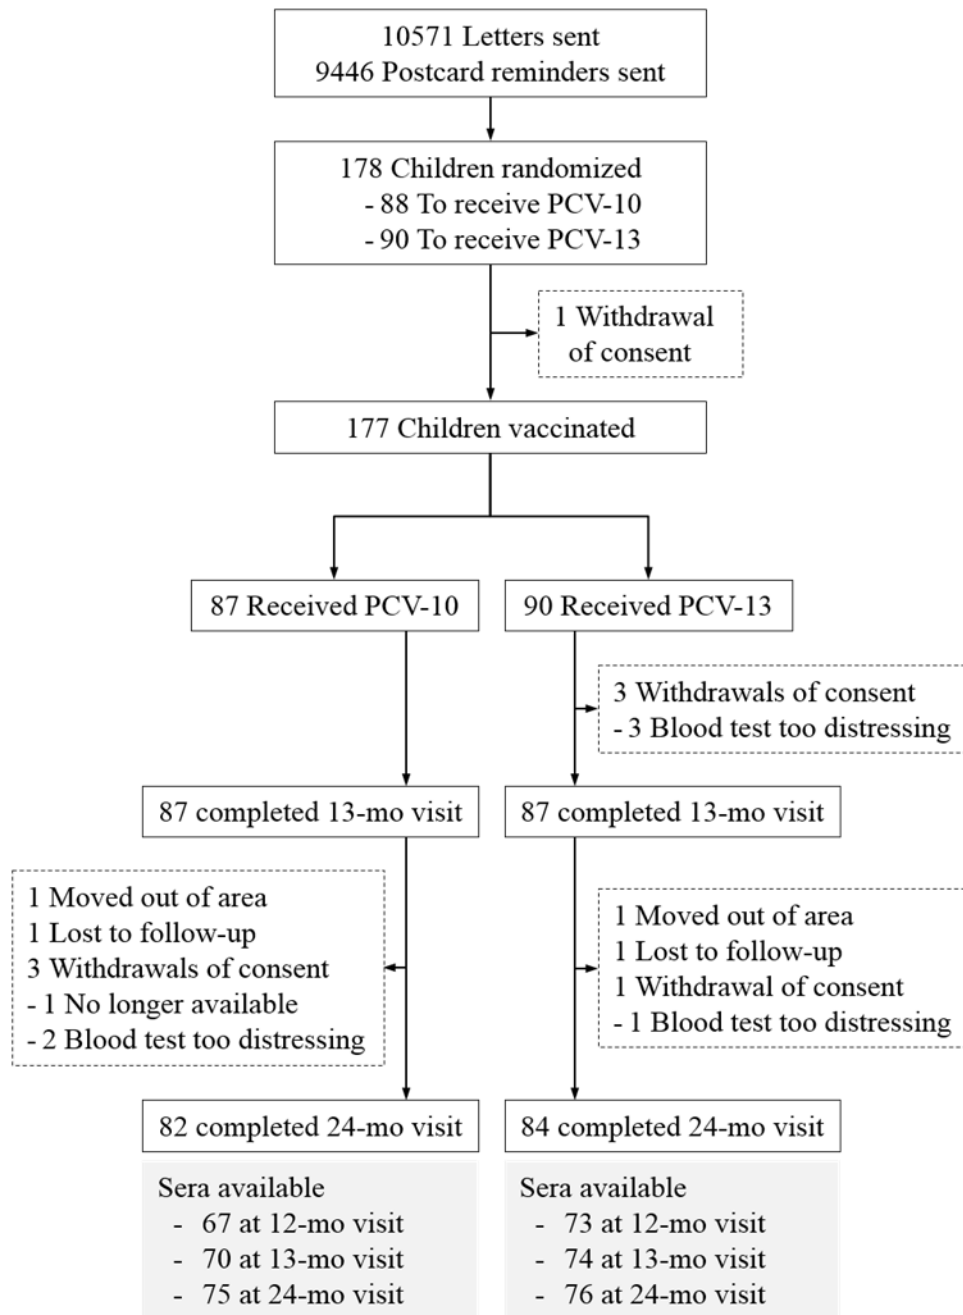 10571 Letters sent
9446 Postcard reminders sent
178 Children randomized
- 88 To receive PCV-10
- 90 To receive PCV-13
1 Withdrawal
of consent
177 Children vaccinated
87 Received PCV-10
90 Received PCV-13
3 Withdrawals of consent
- 3 Blood test too distressing
87 completed 13-mo visit
87 completed 13-mo visit
1 Moved out of area
1 Lost to follow-up
3 Withdrawals of consent
- 1 No longer available
- 2 Blood test too distressing
1 Moved out of area
1 Lost to follow-up
1 Withdrawal of consent
- 1 Blood test too distressing
82 completed 24-mo visit
84 completed 24-mo visit
Sera available
- 67 at 12-mo visit
- 70 at 13-mo visit
- 75 at 24-mo visit
Sera available
- 73 at 12-mo visit
- 74 at 13-mo visit
- 76 at 24-mo visit